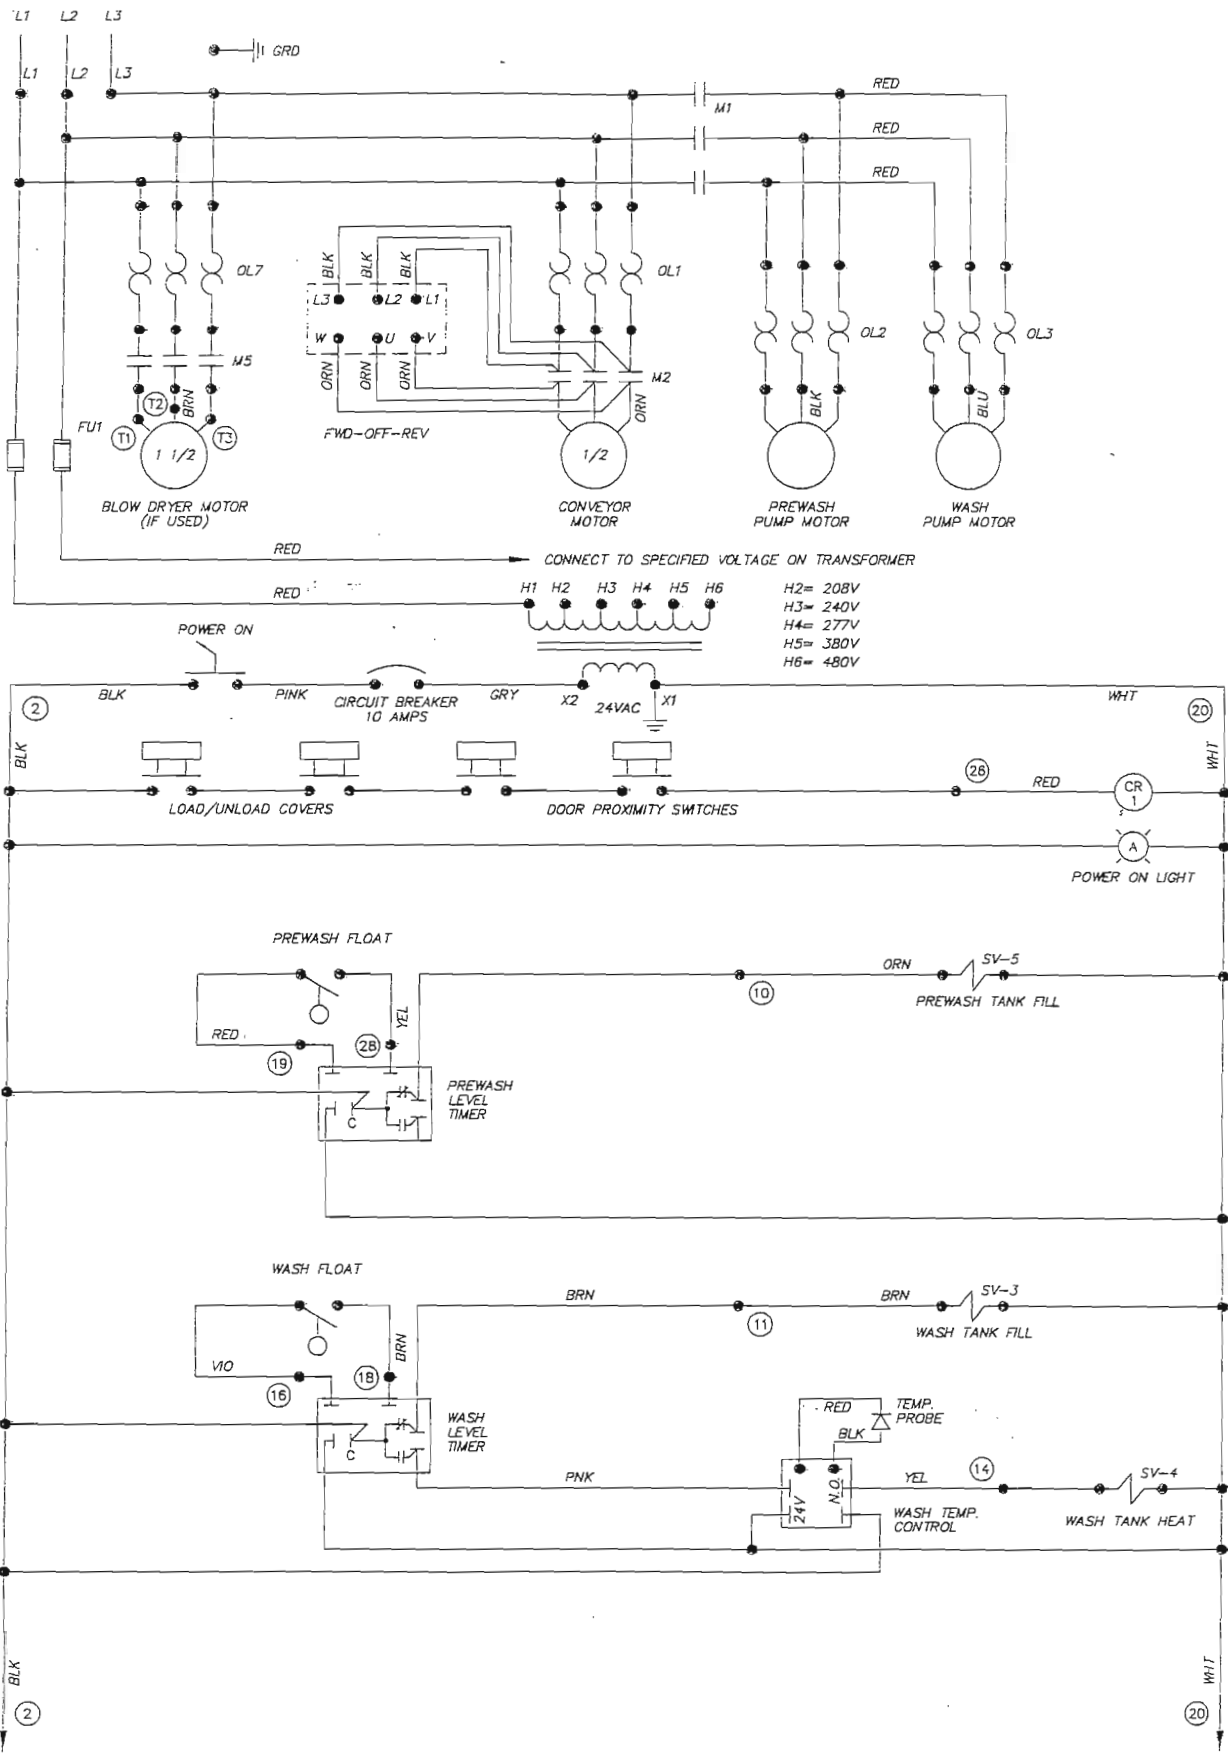 L1 L2 L3
GRD
L1 L2 L3
RED
M1
RED
RED
BLK BLK BLK
OL7
OL1
L3 L2 L1
W U V
OL2
OL3
M5
M2
ORN ORN ORN
ORN
BRN
BLK
BLU
T2
T1
T3
FU1
FWD-OFF-REV
1 1/2
1/2
BLOW DRYER MOTOR
(IF USED)
CONVEYOR
MOTOR
PREWASH
PUMP MOTOR
WASH
PUMP MOTOR
RED
CONNECT TO SPECIFIED VOLTAGE ON TRANSFORMER
RED
H1 H2 H3 H4 H5 H6
H2= 208V
H3= 240V
H4= 277V
H5= 380V
H6= 480V
POWER ON
BLK
PINK
CIRCUIT BREAKER
10 AMPS
GRY
X2
24VAC
X1
WHT
2
20
BLK
WHT
LOAD/UNLOAD COVERS
DOOR PROXIMITY SWITCHES
26
RED
CR
1
A
POWER ON LIGHT
PREWASH FLOAT
ORN
SV-5
10
PREWASH TANK FILL
YEL
RED
19
28
PREWASH
LEVEL
TIMER
C
WASH FLOAT
BRN
BRN
SV-3
11
WASH TANK FILL
BRN
VIO
16
18
WASH
LEVEL
TIMER
C
RED
TEMP.
PROBE
BLK
PNK
24V
N.O.
YEL
14
SV-4
WASH TEMP.
CONTROL
WASH TANK HEAT
BLK
WHT
2
20